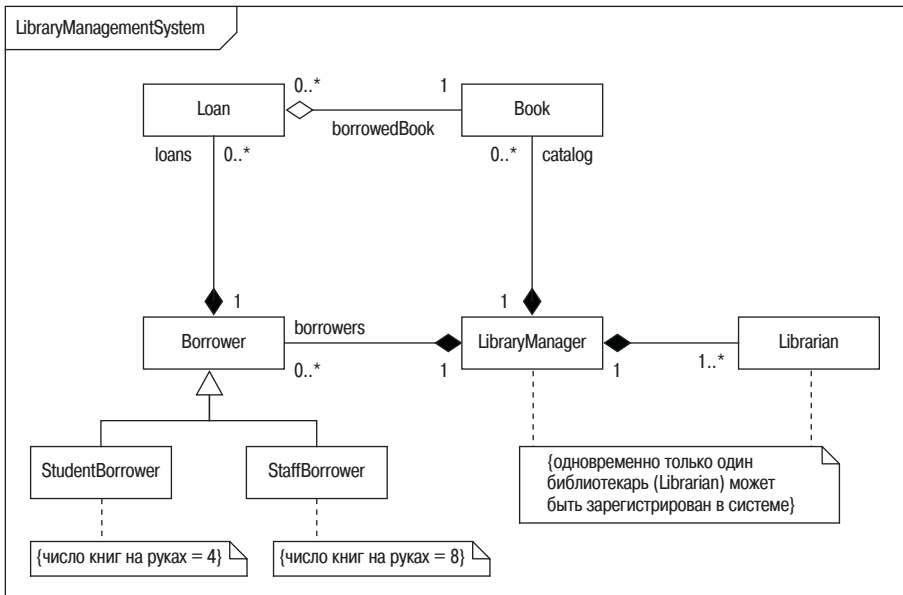 LibraryManagementSystem
0..*
1
Loan
Book
borrowedBook
loans
0..*
0..*
catalog
1
1
Borrower
borrowers
LibraryManager
Librarian
0..*
1
1
1..*
StudentBorrower
StaffBorrower
{одновременно только один
библиотекарь (Librarian) может
быть зарегистрирован в системе}
{число книг на руках = 4}
{число книг на руках = 8}